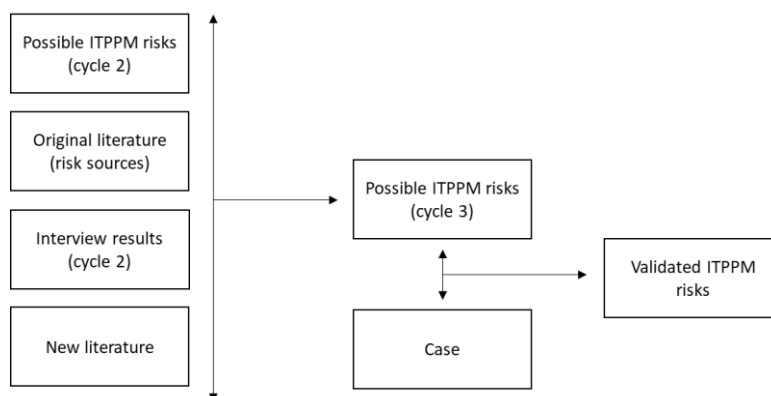 Possible ITPPM risks
(cycle 2)
Original literature
(risk sources)
Interview results
(cycle 2)
New literature
Possible ITPPM risks
(cycle 3)
Case
Validated ITPPM
risks